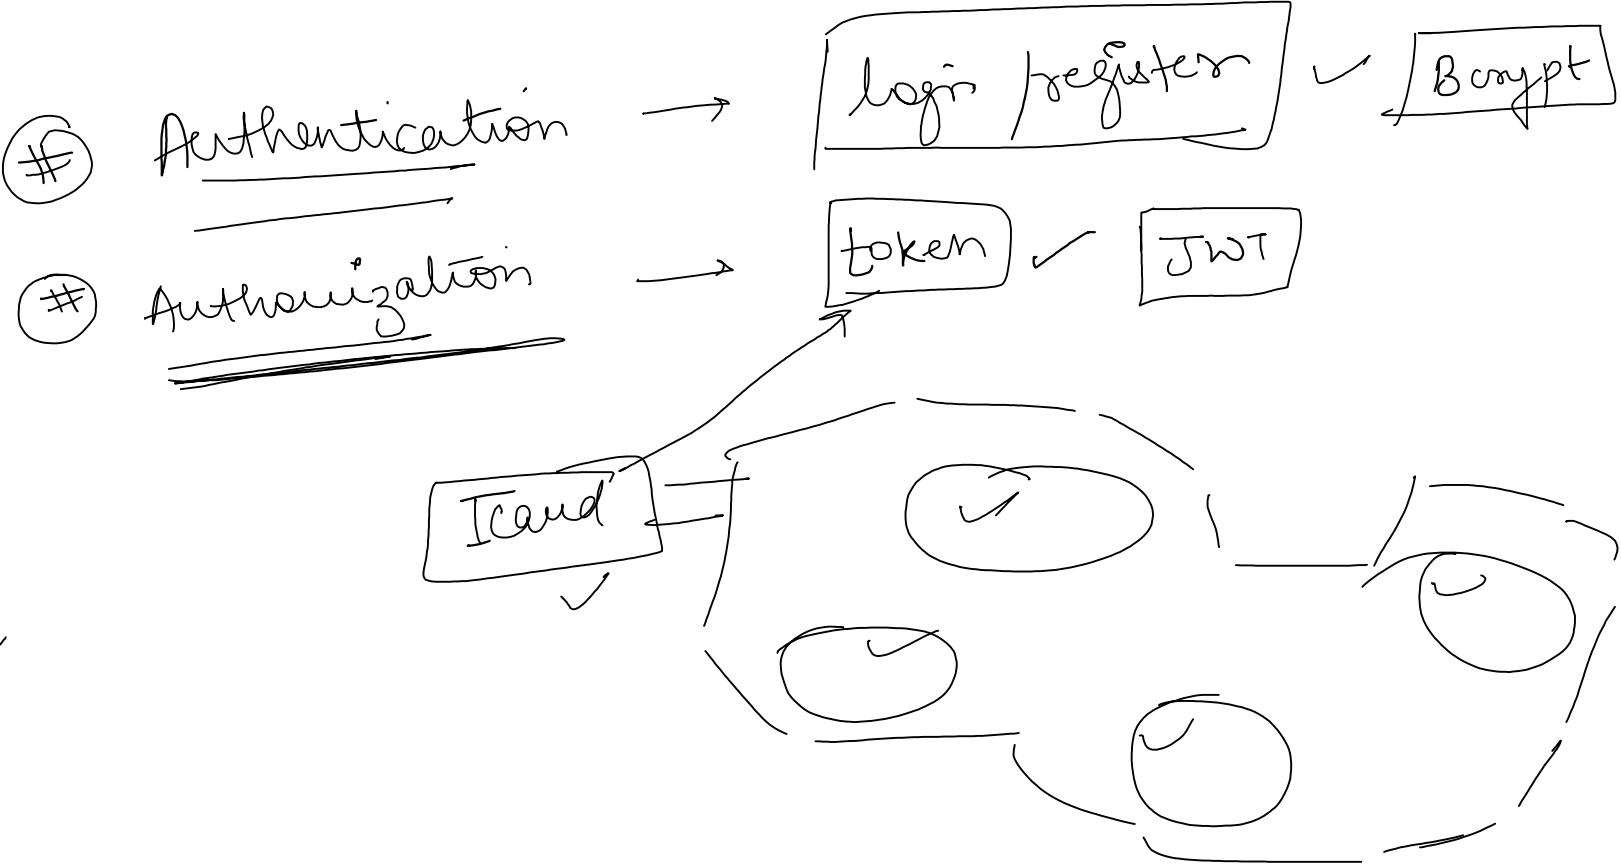 # Authentication → login/register ✓ Bcrypt
# Authorization → token ✓ JWT
Icard